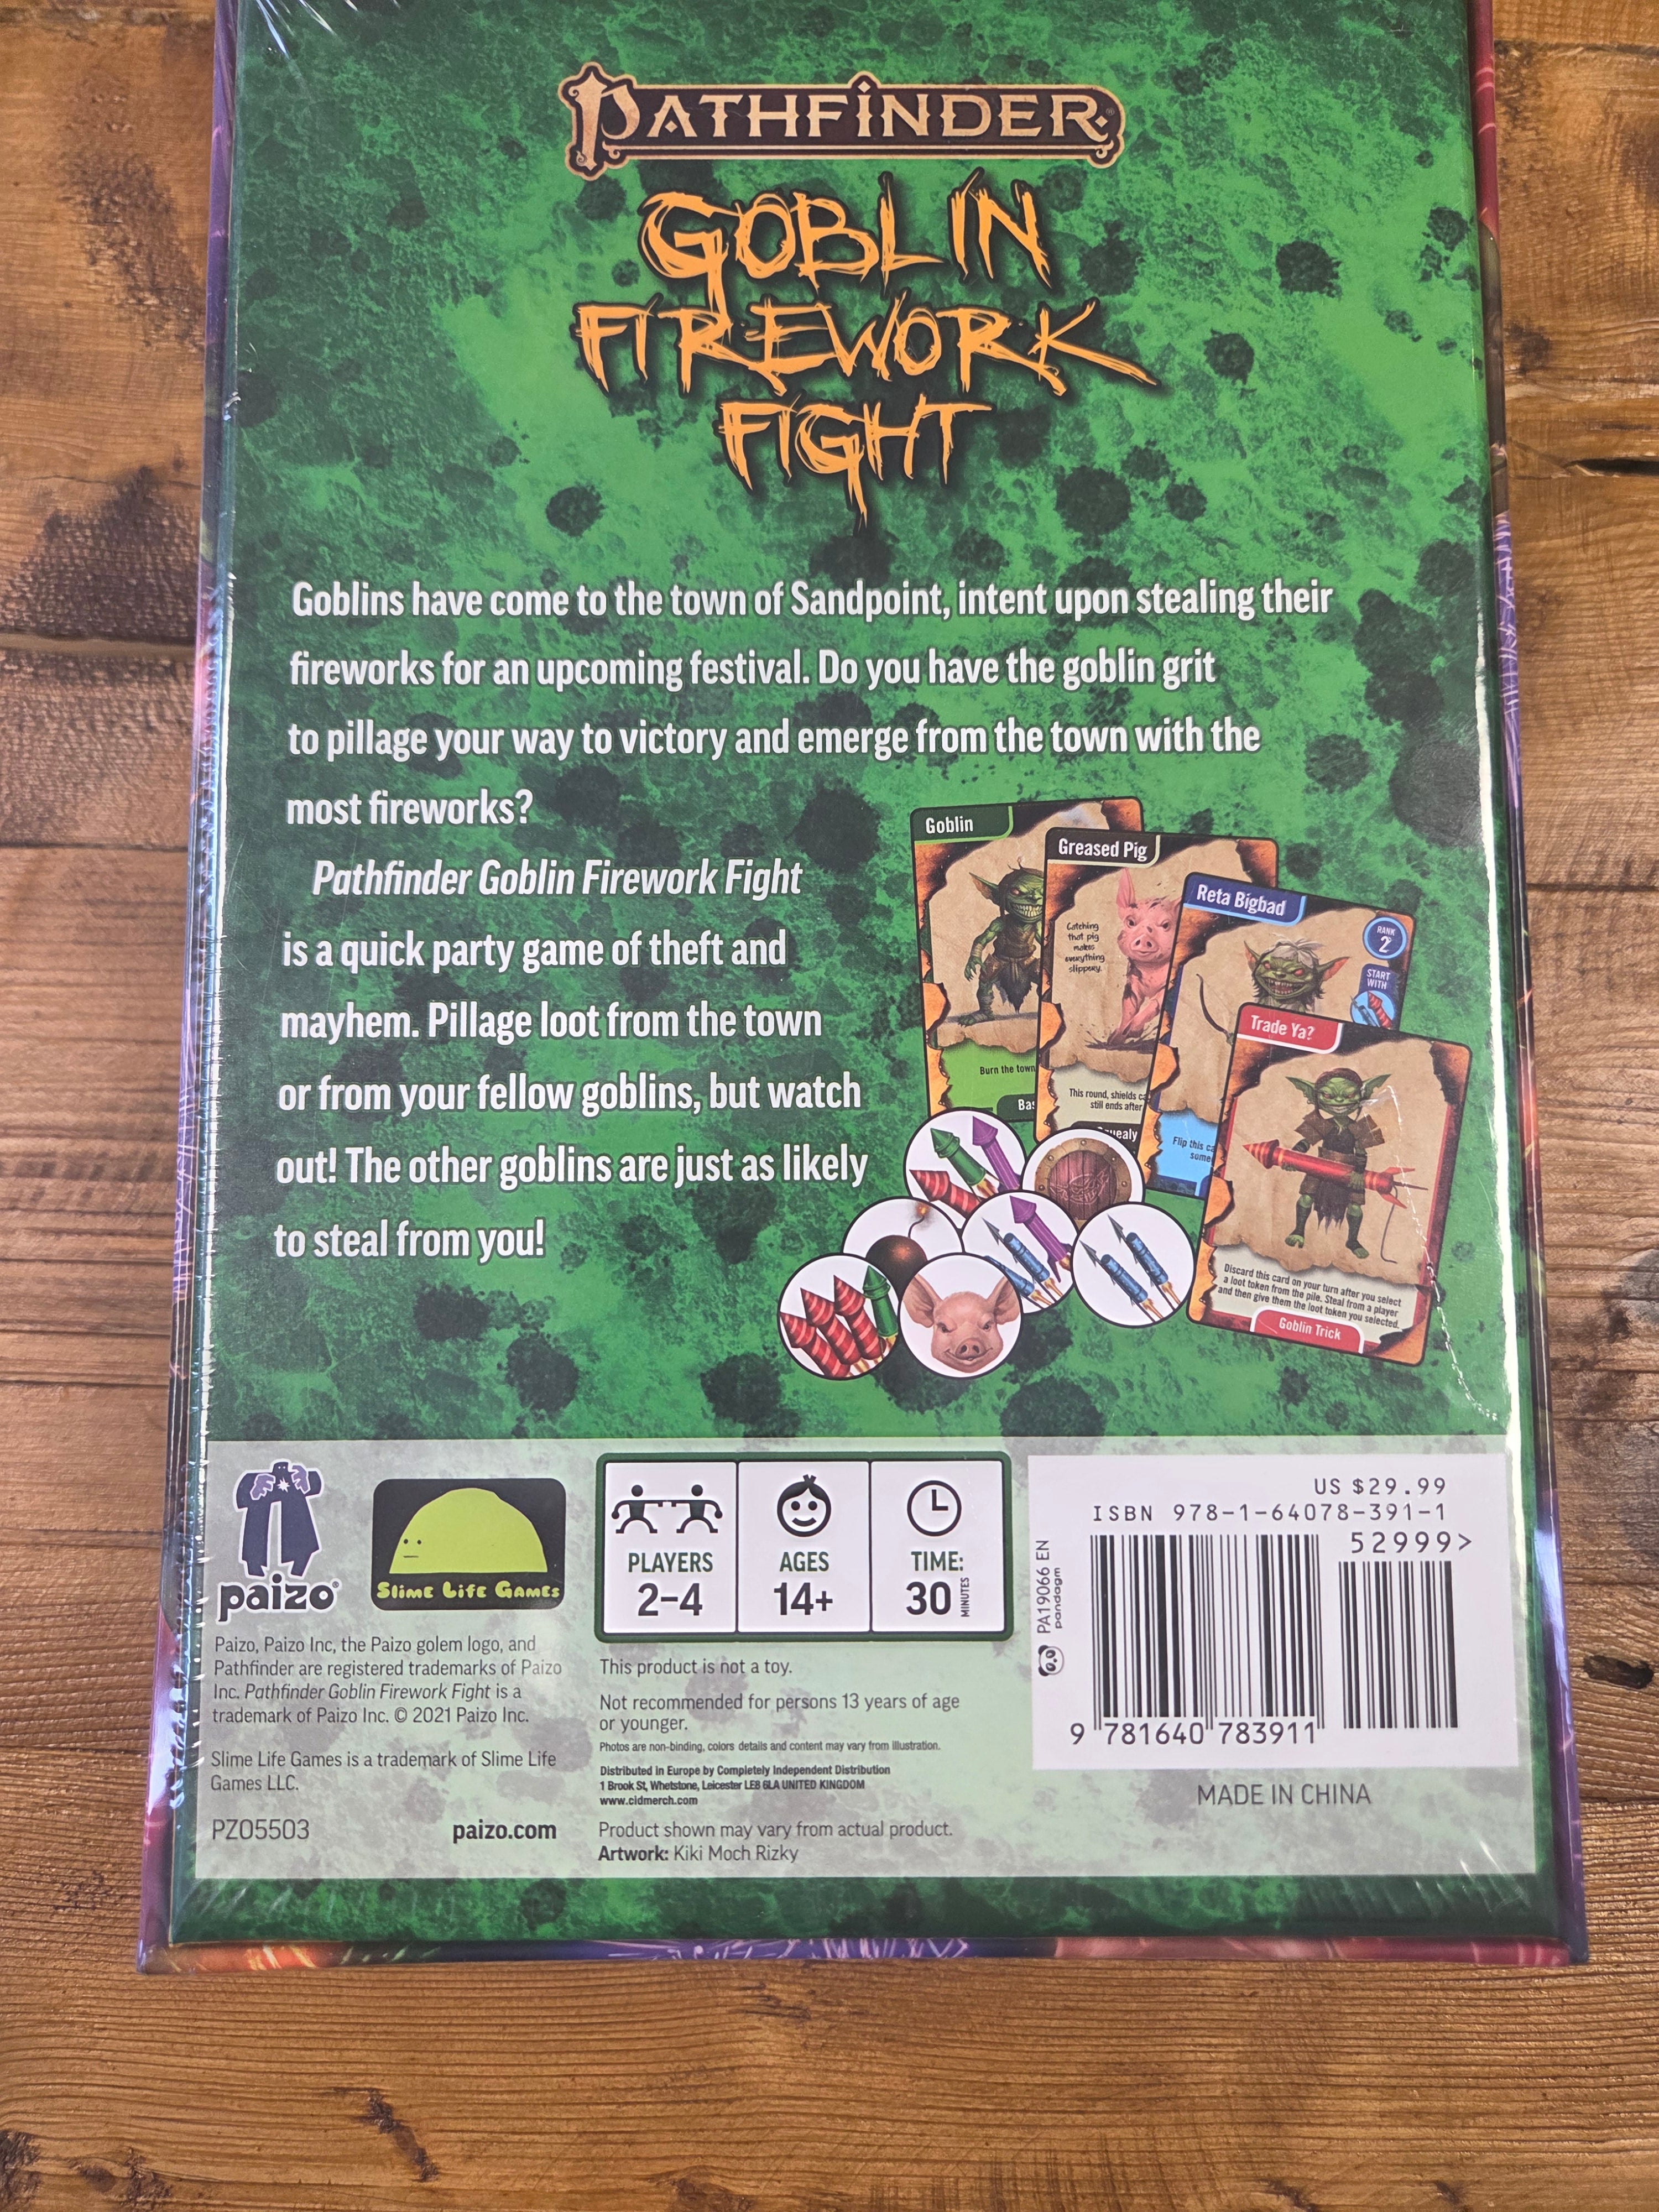 PATHFINDER®
GOBLIN
FIREWORK
FIGHT
Goblins have come to the town of Sandpoint, intent upon stealing their
fireworks for an upcoming festival. Do you have the goblin grit
to pillage your way to victory and emerge from the town with the
most fireworks?
Pathfinder Goblin Firework Fight
is a quick party game of theft and
mayhem. Pillage loot from the town
or from your fellow goblins, but watch
out! The other goblins are just as likely
to steal from you!
Goblin
Burn the town
Greased Pig
Catching
that pig
makes
everything
slippery.
This round, shields
still ends after
Reta Bigbad
RANK
2
START
WITH
Flip this
some
Trade Ya?
Discard this card on your turn after you select
a loot token from the pile. Steal from a player
and then give them the loot token you selected.
Goblin Trick
paizo®
Slime Life Games
PLAYERS
2–4
AGES
14+
TIME:
30
MINUTES
Paizo, Paizo Inc, the Paizo golem logo, and
Pathfinder are registered trademarks of Paizo
Inc. Pathfinder Goblin Firework Fight is a
trademark of Paizo Inc. © 2021 Paizo Inc.
Slime Life Games is a trademark of Slime Life
Games LLC.
PZO5503
paizo.com
This product is not a toy.
Not recommended for persons 13 years of age
or younger.
Photos are non-binding, colors details and content may vary from illustration.
Distributed in Europe by Completely Independent Distribution
1 Brook St, Whetstone, Leicester LE8 6LA UNITED KINGDOM
www.cidmerch.com
Product shown may vary from actual product.
Artwork: Kiki Moch Rizky
PA19066 EN
pandagm
US $29.99
ISBN 978-1-64078-391-1
52999>
9 781640 783911
MADE IN CHINA